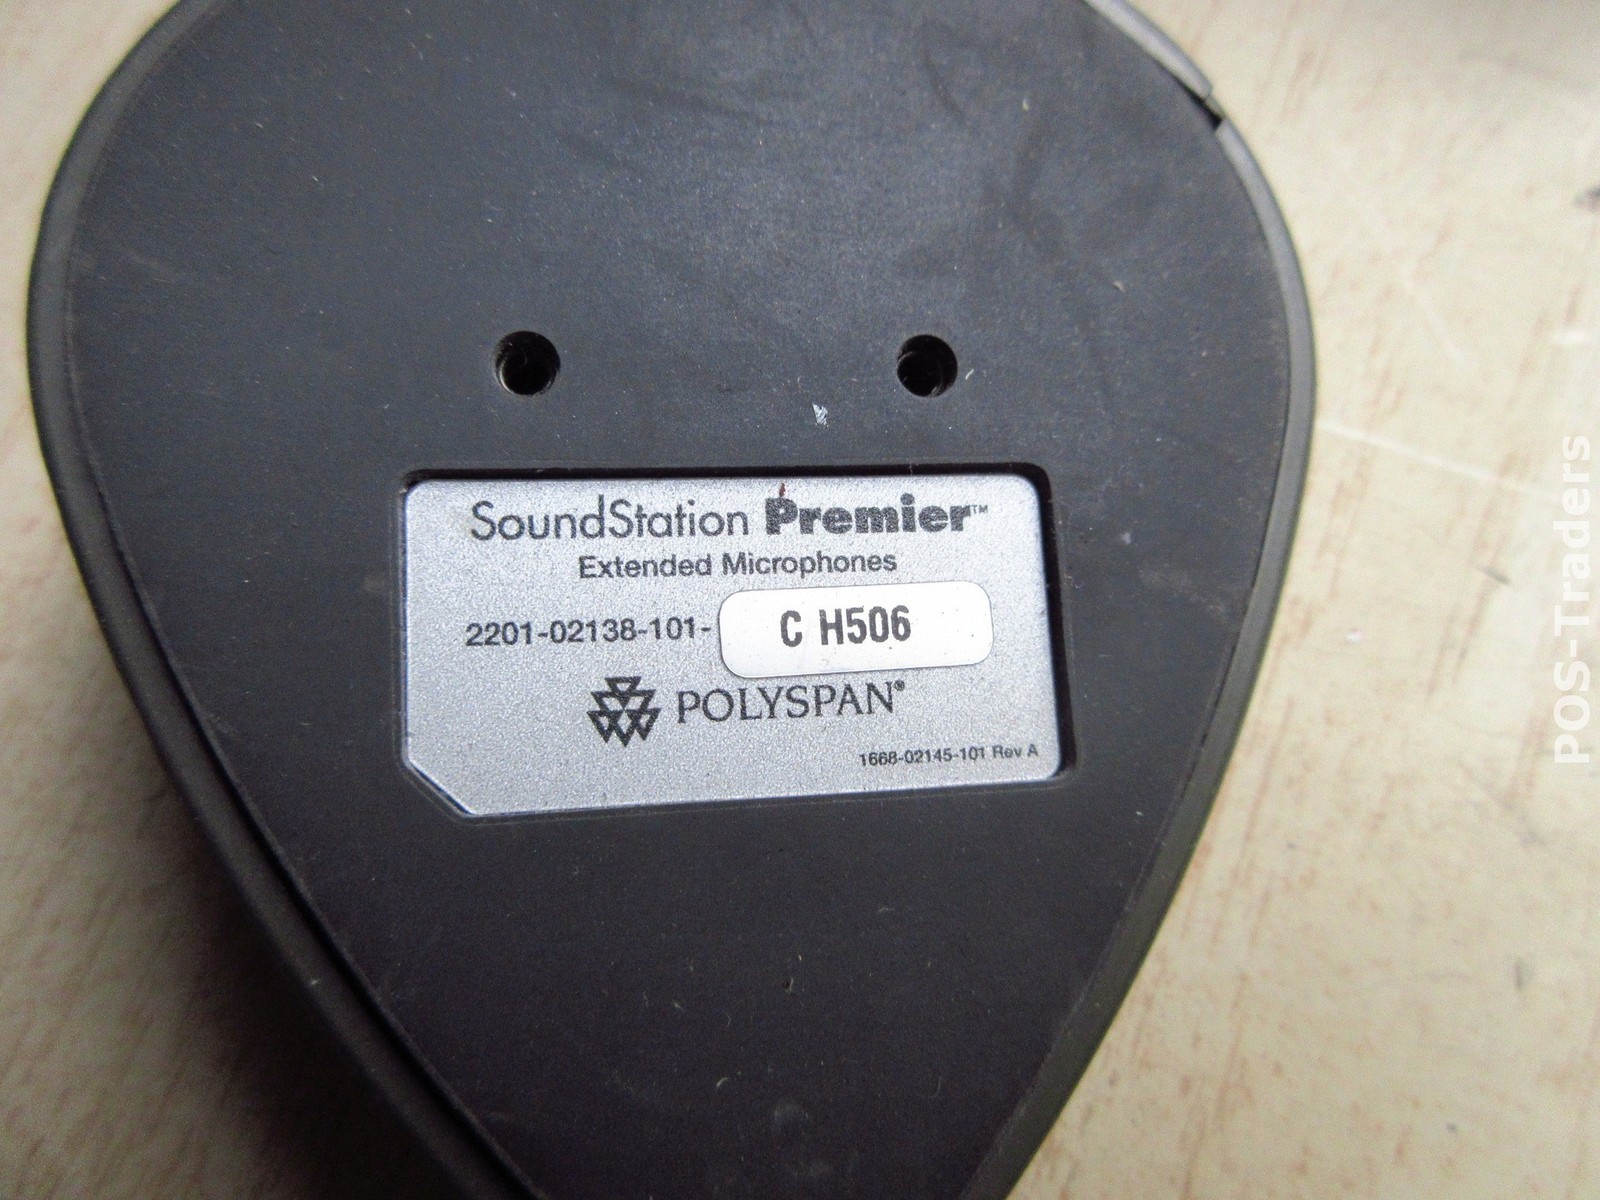 SoundStation Premier™
Extended Microphones
2201-02138-101- C H506
POLYSPAN®
1668-02145-101 Rev A
POS-Traders